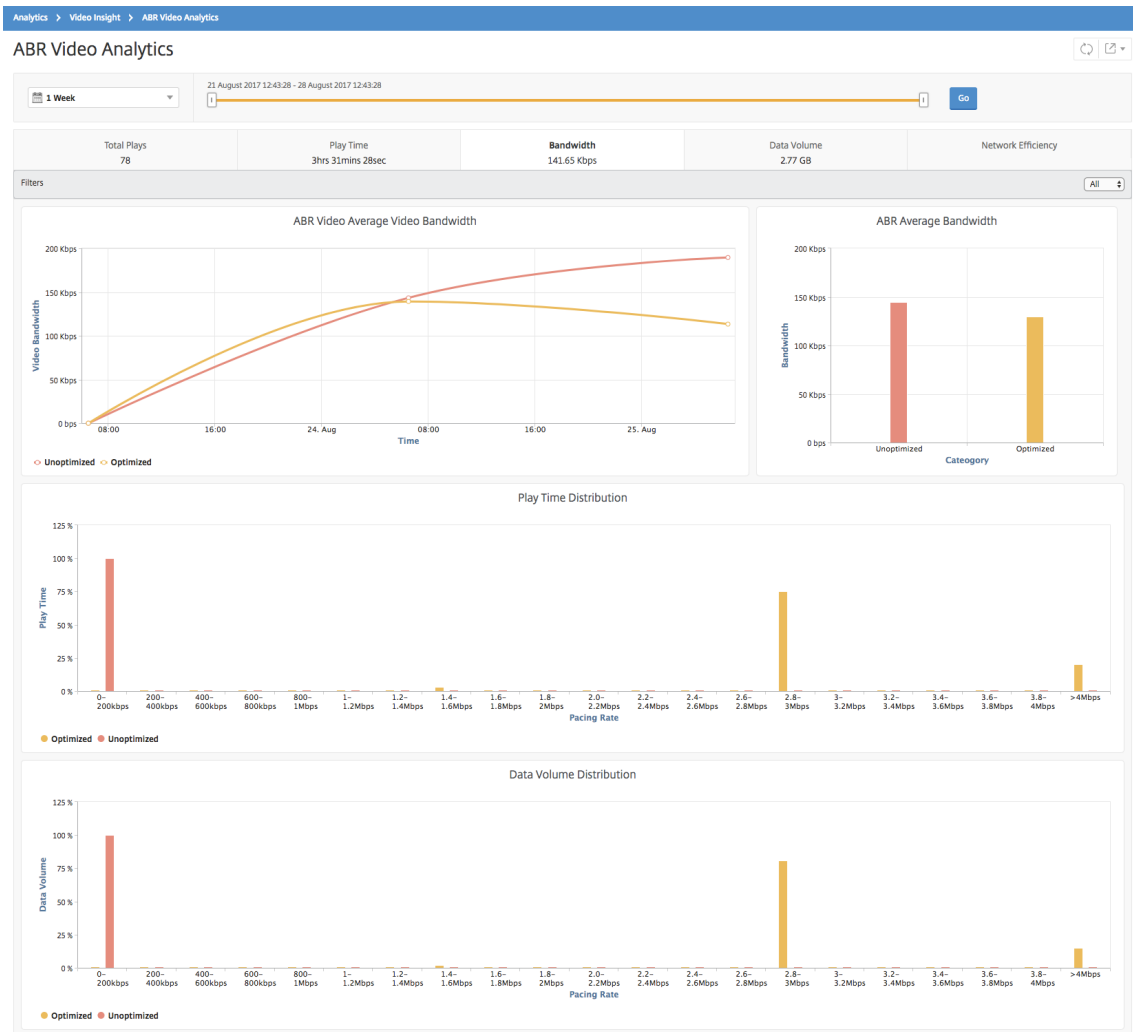 Analytics > Video Insight > ABR Video Analytics
ABR Video Analytics
1 Week
21 August 2017 12:43:28 - 28 August 2017 12:43:28
Go
Total Plays
78
Play Time
3hrs 31mins 28sec
Bandwidth
141.65 Kbps
Data Volume
2.77 GB
Network Efficiency
Filters
All
ABR Video Average Video Bandwidth
200 Kbps
150 Kbps
100 Kbps
50 Kbps
0 bps
Video Bandwidth
08:00 16:00 24. Aug 08:00 16:00 25. Aug
Time
Unoptimized Optimized
ABR Average Bandwidth
200 Kbps
150 Kbps
100 Kbps
50 Kbps
0 bps
Bandwidth
Unoptimized Optimized
Cateogory
Play Time Distribution
125 %
100 %
75 %
50 %
25 %
0 %
Play Time
0– 200– 400– 600– 800– 1– 1.2– 1.4– 1.6– 1.8– 2.0– 2.2– 2.4– 2.6– 2.8– 3– 3.2– 3.4– 3.6– 3.8– >4Mbps
200kbps 400kbps 600kbps 800kbps 1Mbps 1.2Mbps 1.4Mbps 1.6Mbps 1.8Mbps 2Mbps 2.2Mbps 2.4Mbps 2.6Mbps 2.8Mbps 3Mbps 3.2Mbps 3.4Mbps 3.6Mbps 3.8Mbps 4Mbps
Pacing Rate
Optimized Unoptimized
Data Volume Distribution
125 %
100 %
75 %
50 %
25 %
0 %
Data Volume
0– 200– 400– 600– 800– 1– 1.2– 1.4– 1.6– 1.8– 2.0– 2.2– 2.4– 2.6– 2.8– 3– 3.2– 3.4– 3.6– 3.8– >4Mbps
200kbps 400kbps 600kbps 800kbps 1Mbps 1.2Mbps 1.4Mbps 1.6Mbps 1.8Mbps 2Mbps 2.2Mbps 2.4Mbps 2.6Mbps 2.8Mbps 3Mbps 3.2Mbps 3.4Mbps 3.6Mbps 3.8Mbps 4Mbps
Pacing Rate
Optimized Unoptimized